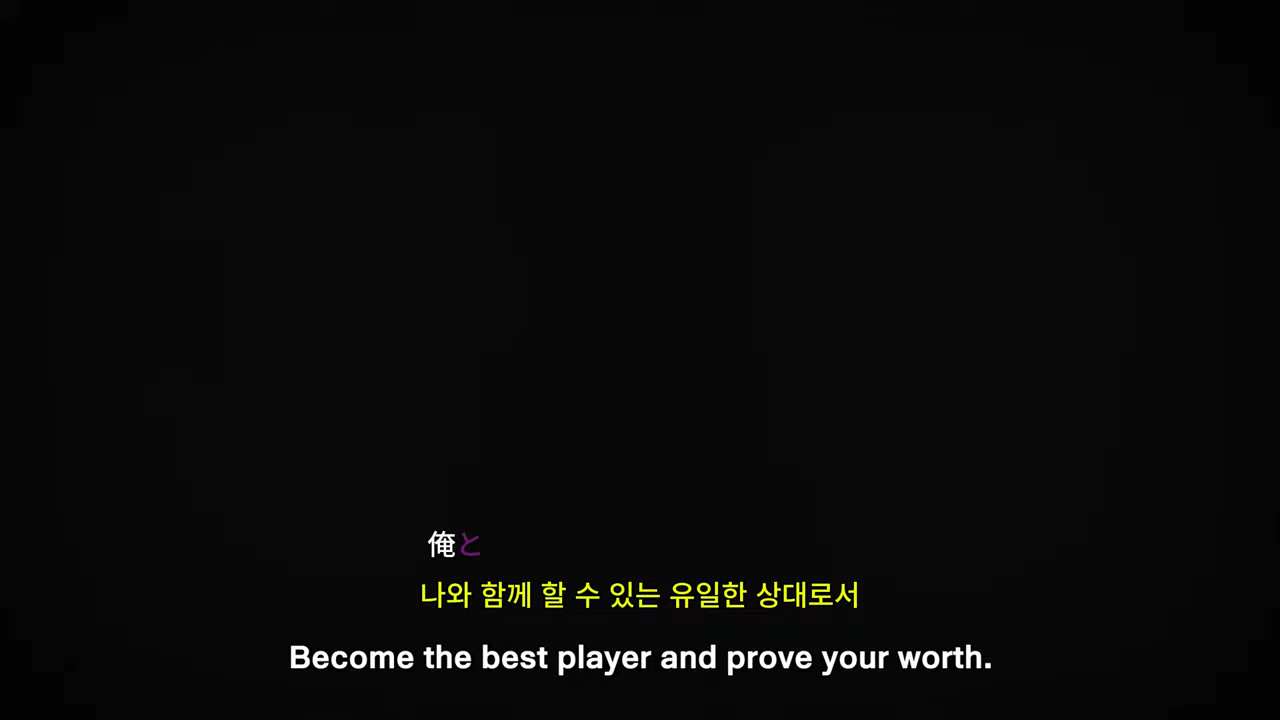 俺と
나와 함께 할 수 있는 유일한 상대로서
Become the best player and prove your worth.